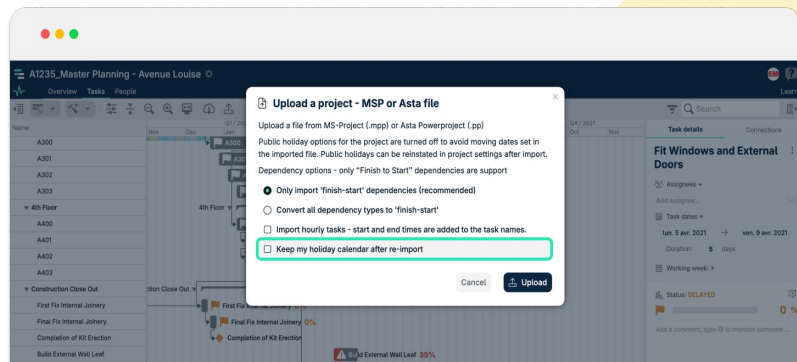 A1235_Master Planning - Avenue Louise
EM
?
Overview Tasks People
Learn
Search
Name
Nov Dec
Q1 / 202
Jan
Q4 / 2021
Oct Nov
Task details Connections
A300
A300
A301
A302
A303
4th Floor
4th Floor
A400
A401
A402
A403
Construction Close Out
ction Close Out
First Fix Internal Joinery
First Fix Internal Joinery 0%
Final Fix Internal Joinery
Final Fix Internal Joinery 0%
Completion of Kit Erection
Completion of Kit Erection
Build External Wall Leaf
ld External Wall Leaf 35%
Upload a project - MSP or Asta file
Upload a file from MS-Project (.mpp) or Asta Powerproject (.pp)
Public holiday options for the project are turned off to avoid moving dates set in
the imported file. Public holidays can be reinstated in project settings after import.
Dependency options - only "Finish to Start" dependencies are support
Only import 'finish-start' dependencies (recommended)
Convert all dependency types to 'finish-start'
Import hourly tasks - start and end times are added to the task names.
Keep my holiday calendar after re-import
Cancel Upload
Fit Windows and External
Doors
Assignees
Add assignee...
Task dates
lun. 5 avr. 2021 → ven. 9 avr. 2021
Duration: 5 days
Working week:
Status: DELAYED
0 %
Add a comment, type @ to mention someone ...